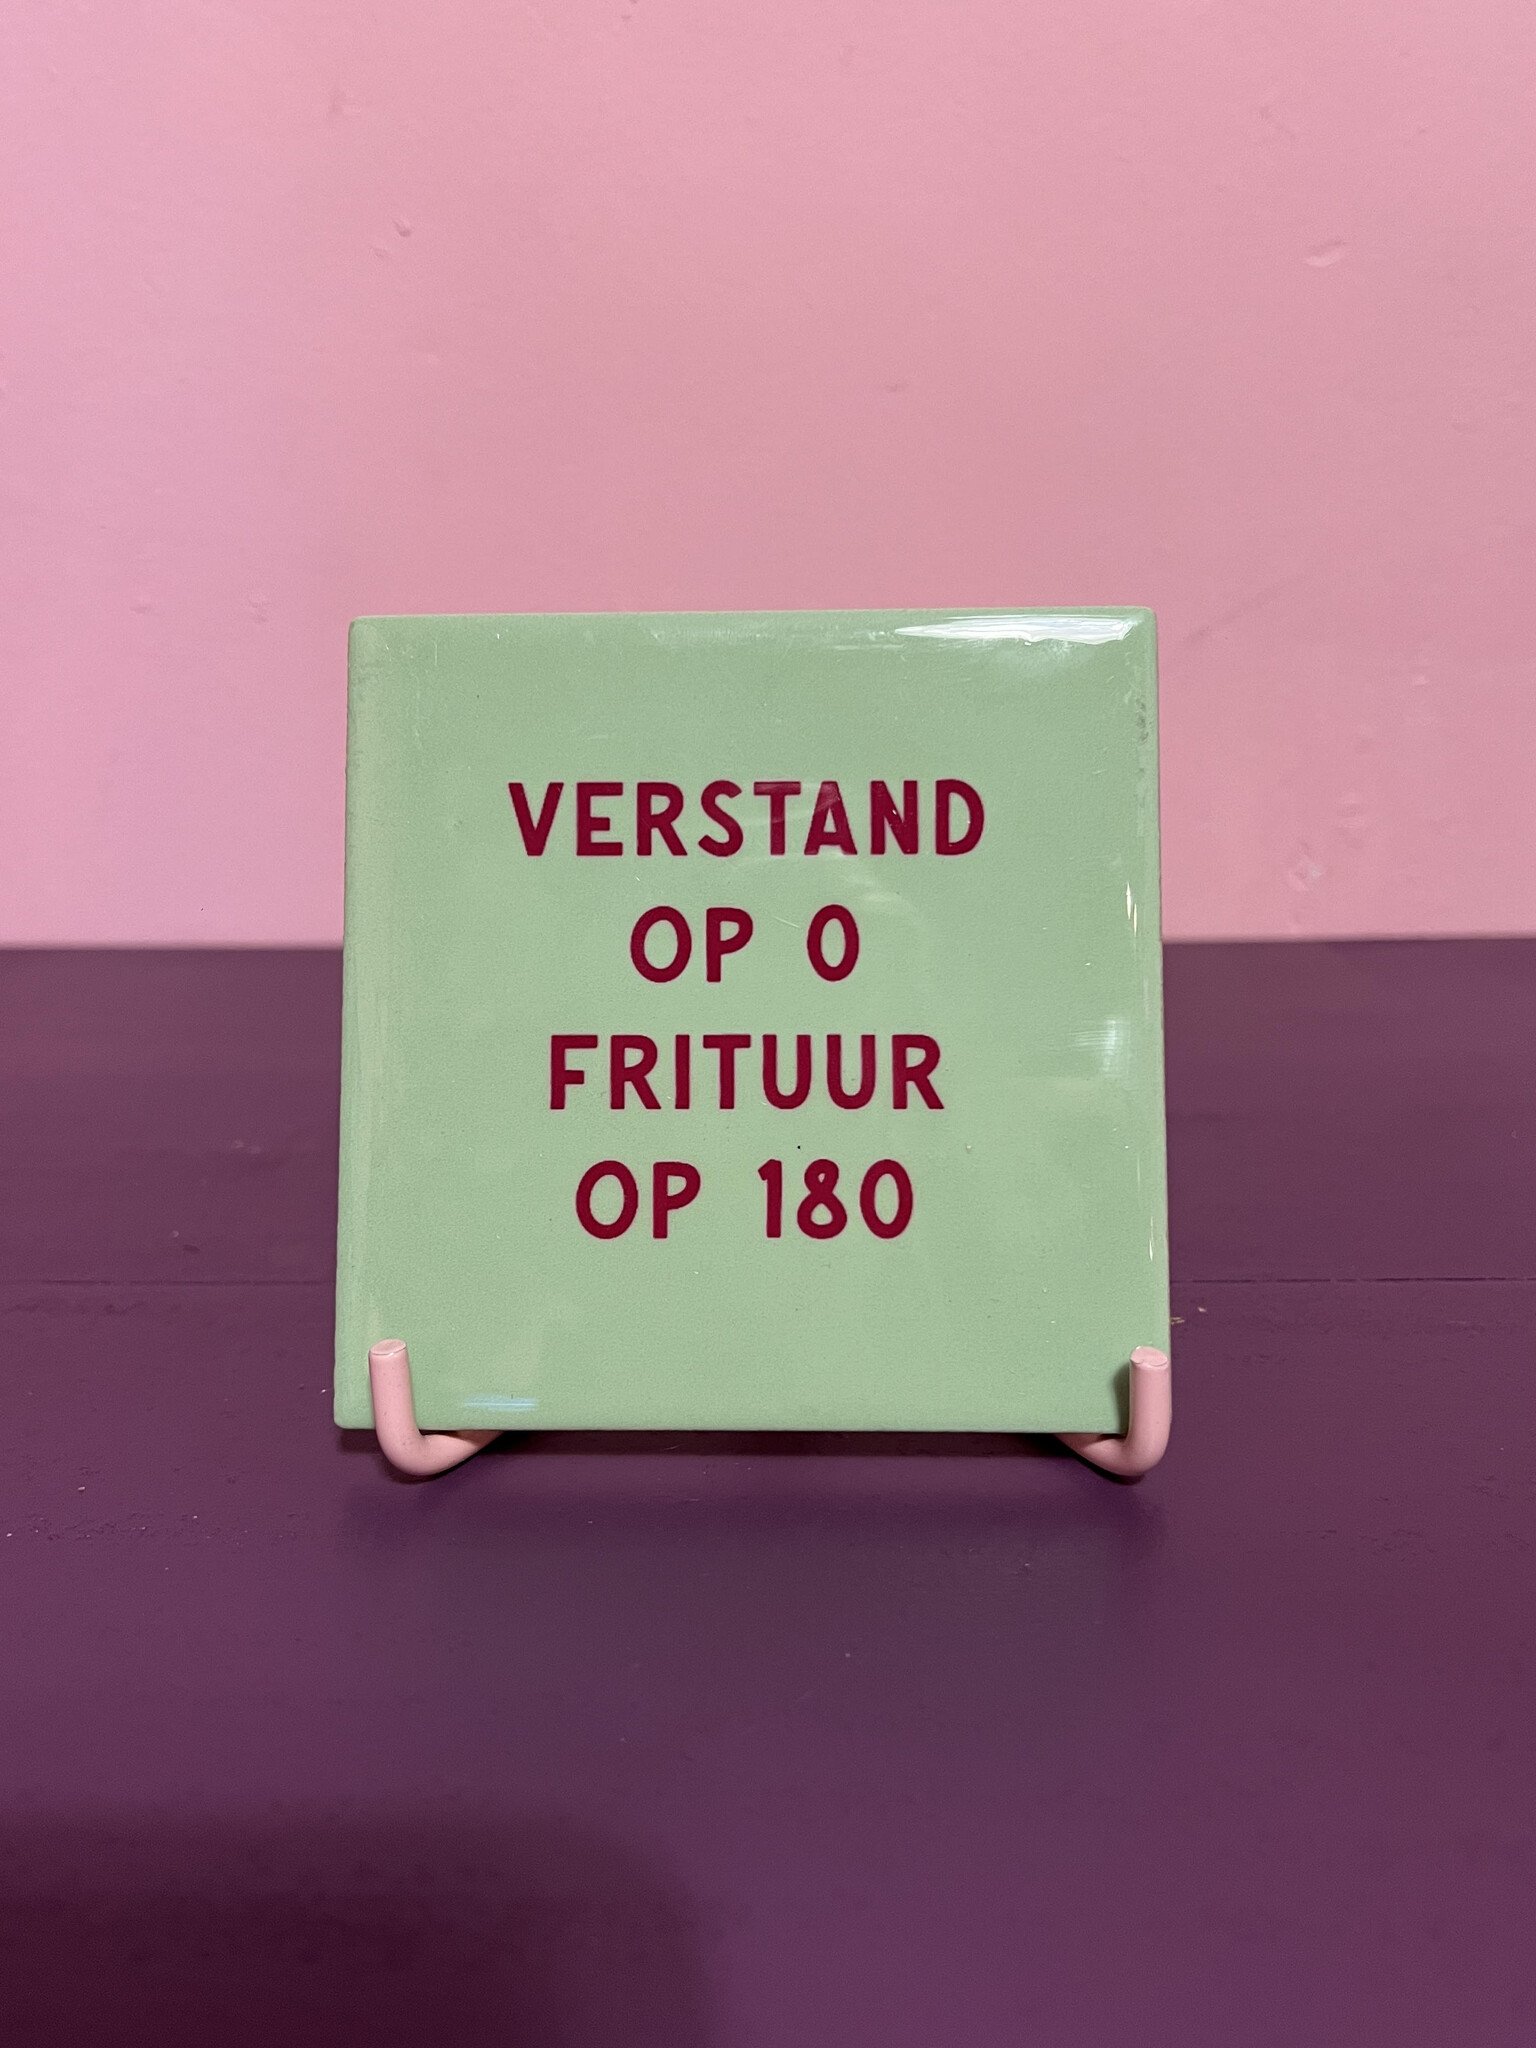 VERSTAND
OP 0
FRITUUR
OP 180